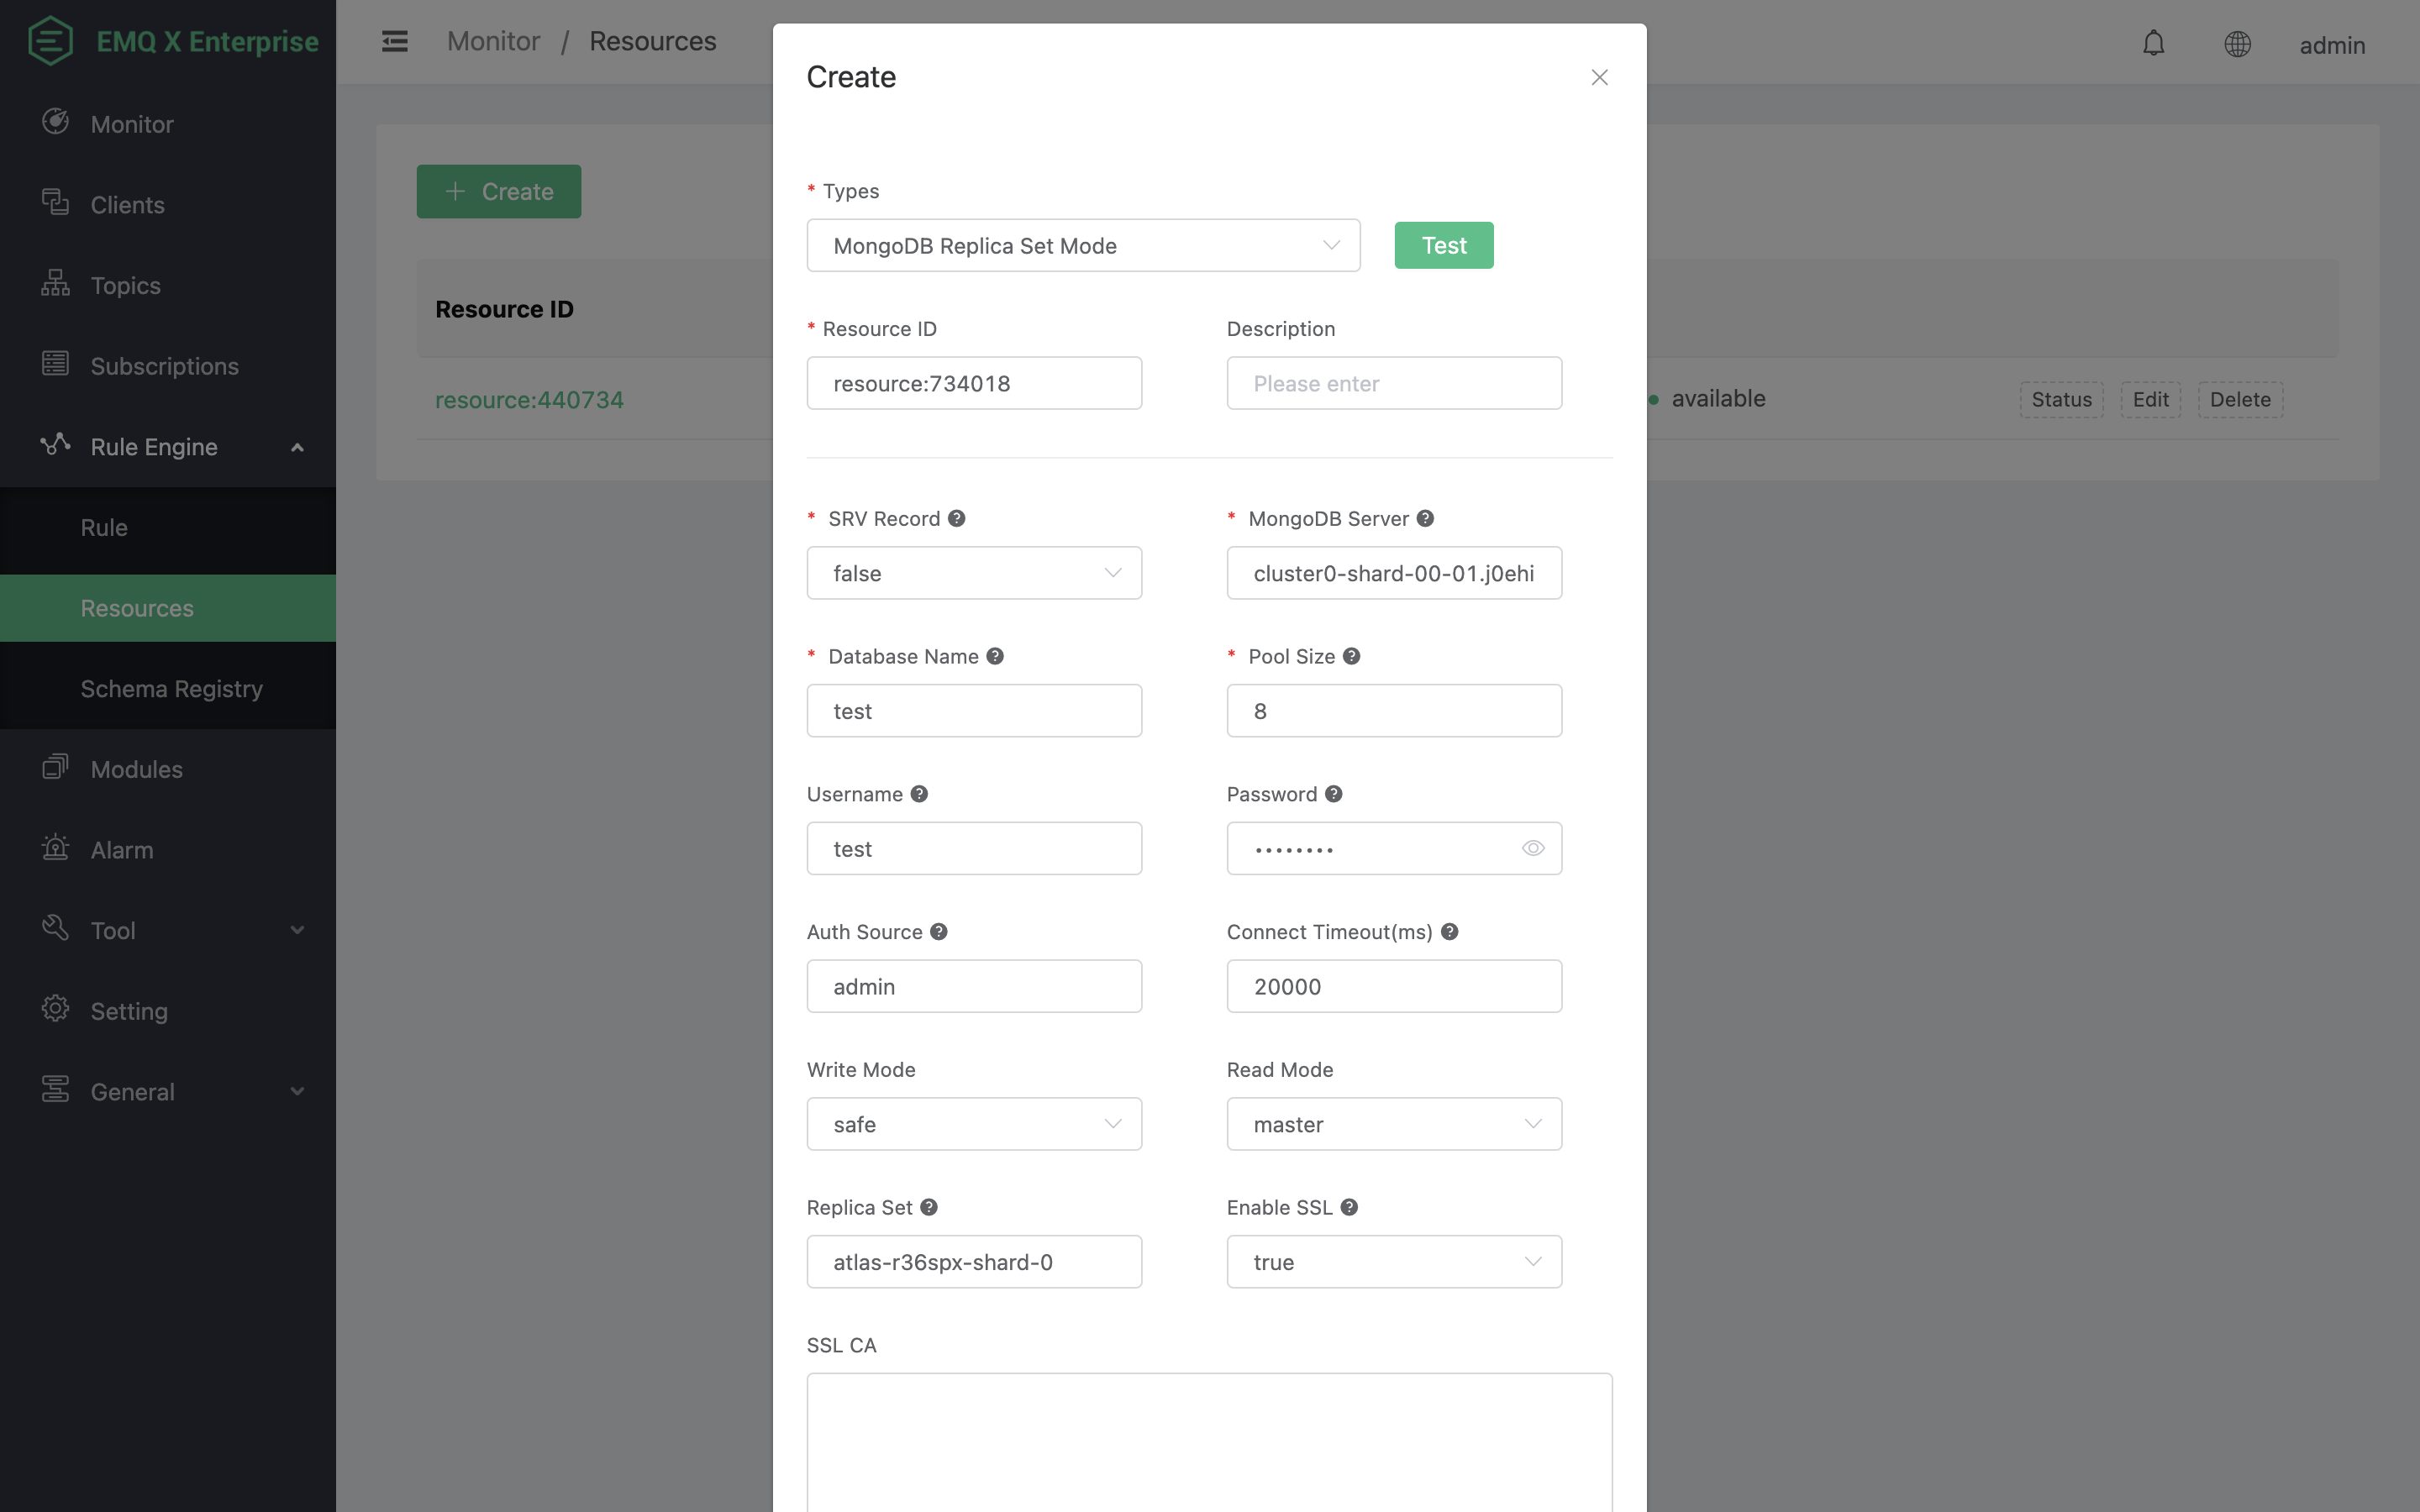 EMQ X Enterprise
Monitor / Resources
admin
Monitor
Clients
Topics
Subscriptions
Rule Engine
Rule
Resources
Schema Registry
Modules
Alarm
Tool
Setting
General
Create
Resource ID
resource:440734
available
Status
Edit
Delete
Create
* Types
MongoDB Replica Set Mode
Test
* Resource ID
Description
resource:734018
Please enter
* SRV Record
* MongoDB Server
false
cluster0-shard-00-01.j0ehi
* Database Name
* Pool Size
test
8
Username
Password
test
••••••••
Auth Source
Connect Timeout(ms)
admin
20000
Write Mode
Read Mode
safe
master
Replica Set
Enable SSL
atlas-r36spx-shard-0
true
SSL CA